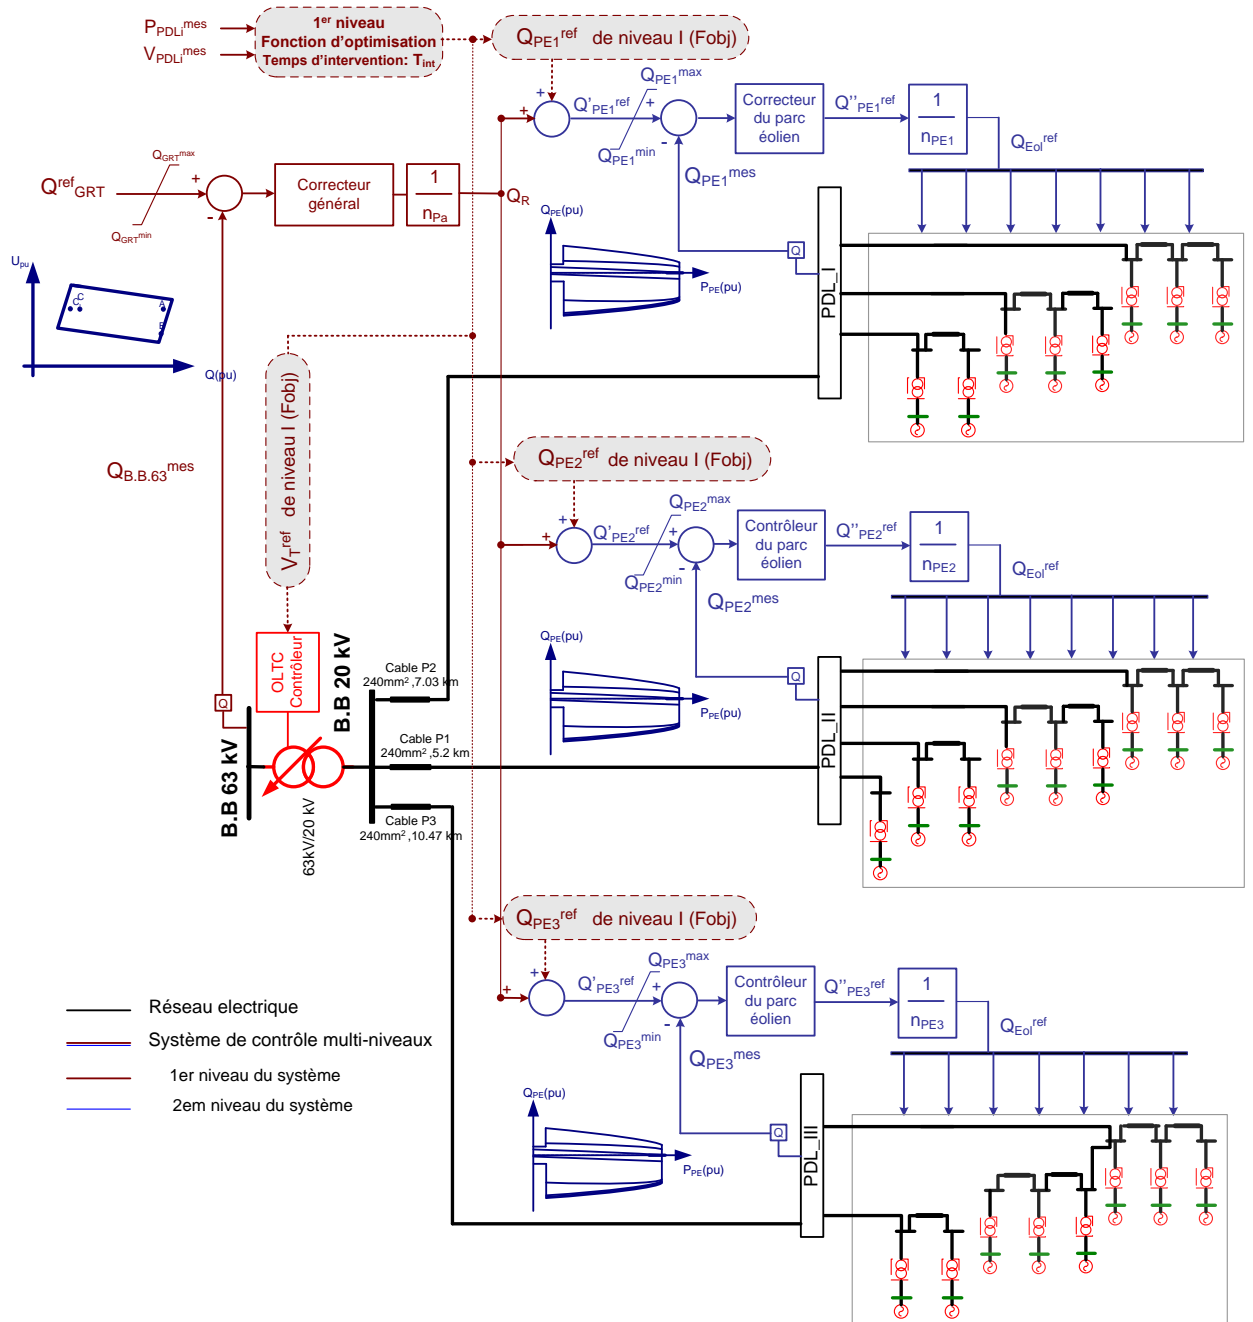 P_PDLi^mes
V_PDLi^mes
1er niveau
Fonction d'optimisation
Temps d'intervention: T_int
Q_PE1^ref de niveau I (Fobj)
+
+
Q'_PE1^ref
Q_PE1^max
Q_PE1^min
+
-
Correcteur
du parc
éolien
Q''_PE1^ref
1
n_PE1
Q_Eol^ref
Q_PE1^mes
Q^ref_GRT
Q_GRT^max
Q_GRT^min
+
-
Correcteur
général
1
n_Pa
Q_R
Q_PE(pu)
P_PE(pu)
Q
PDL_I
U_pu
C
C
A
B
Q(pu)
V_T^ref de niveau I (Fobj)
Q_B.B.63^mes
Q_PE2^ref de niveau I (Fobj)
+
+
Q'_PE2^ref
Q_PE2^max
Q_PE2^min
+
-
Contrôleur
du parc
éolien
Q''_PE2^ref
1
n_PE2
Q_Eol^ref
Q_PE2^mes
Q_PE(pu)
P_PE(pu)
Q
PDL_II
OLTC
Contrôleur
Q
B.B 63 kV
63kV/20 kV
B.B 20 kV
Cable P2
240mm²,7.03 km
Cable P1
240mm²,5.2 km
Cable P3
240mm²,10.47 km
Q_PE3^ref de niveau I (Fobj)
+
+
Q'_PE3^ref
Q_PE3^max
Q_PE3^min
+
-
Contrôleur
du parc
éolien
Q''_PE3^ref
1
n_PE3
Q_Eol^ref
Q_PE3^mes
Q_PE(pu)
P_PE(pu)
Q
PDL_III
Réseau electrique
Système de contrôle multi-niveaux
1er niveau du système
2em niveau du système